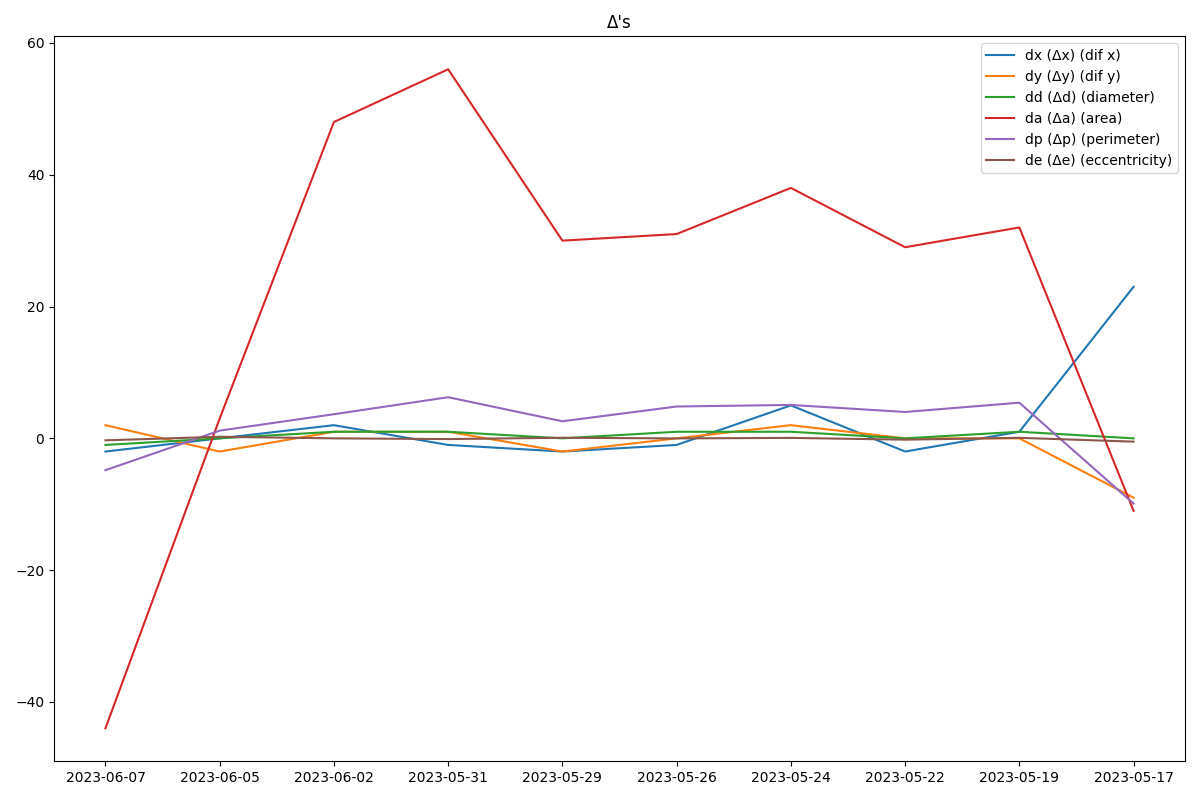 Δ's
60
40
20
0
−20
−40
dx (Δx) (dif x)
dy (Δy) (dif y)
dd (Δd) (diameter)
da (Δa) (area)
dp (Δp) (perimeter)
de (Δe) (eccentricity)
2023-06-07 2023-06-05 2023-06-02 2023-05-31 2023-05-29 2023-05-26 2023-05-24 2023-05-22 2023-05-19 2023-05-17